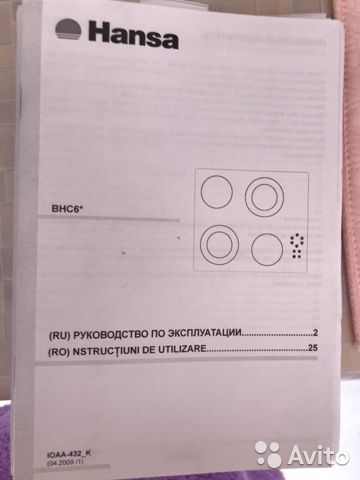 Hansa
BHC6*
(RU) РУКОВОДСТВО ПО ЭКСПЛУАТАЦИИ............................2
(RO) NSTRUCŢIUNI DE UTILIZARE.......................................25
IOAA-432_K
(04.2009 /1)
Avito